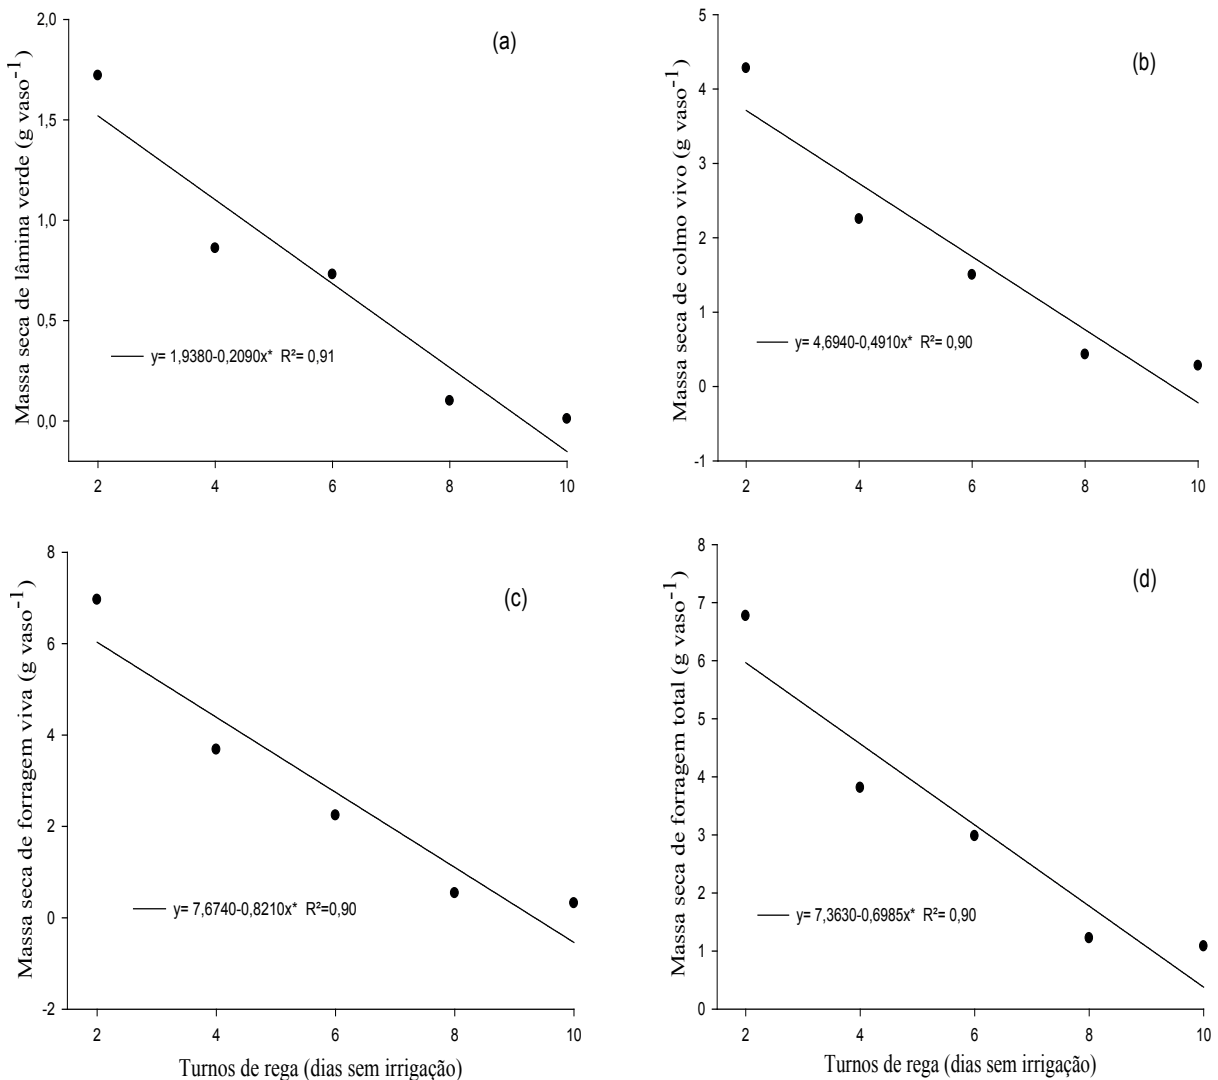 Massa seca de lâmina verde (g vaso-1)
2,0
1,5
1,0
0,5
0,0
(a)
y= 1,9380-0,2090x* R²= 0,91
2 4 6 8 10
Massa seca de colmo vivo (g vaso-1)
5
4
3
2
1
0
-1
(b)
y= 4,6940-0,4910x* R²= 0,90
2 4 6 8 10
Massa seca de forragem viva (g vaso-1)
8
6
4
2
0
-2
(c)
y= 7,6740-0,8210x* R²=0,90
2 4 6 8 10
Turnos de rega (dias sem irrigação)
Massa seca de forragem total (g vaso-1)
8
7
6
5
4
3
2
1
0
(d)
y= 7,3630-0,6985x* R²= 0,90
2 4 6 8 10
Turnos de rega (dias sem irrigação)